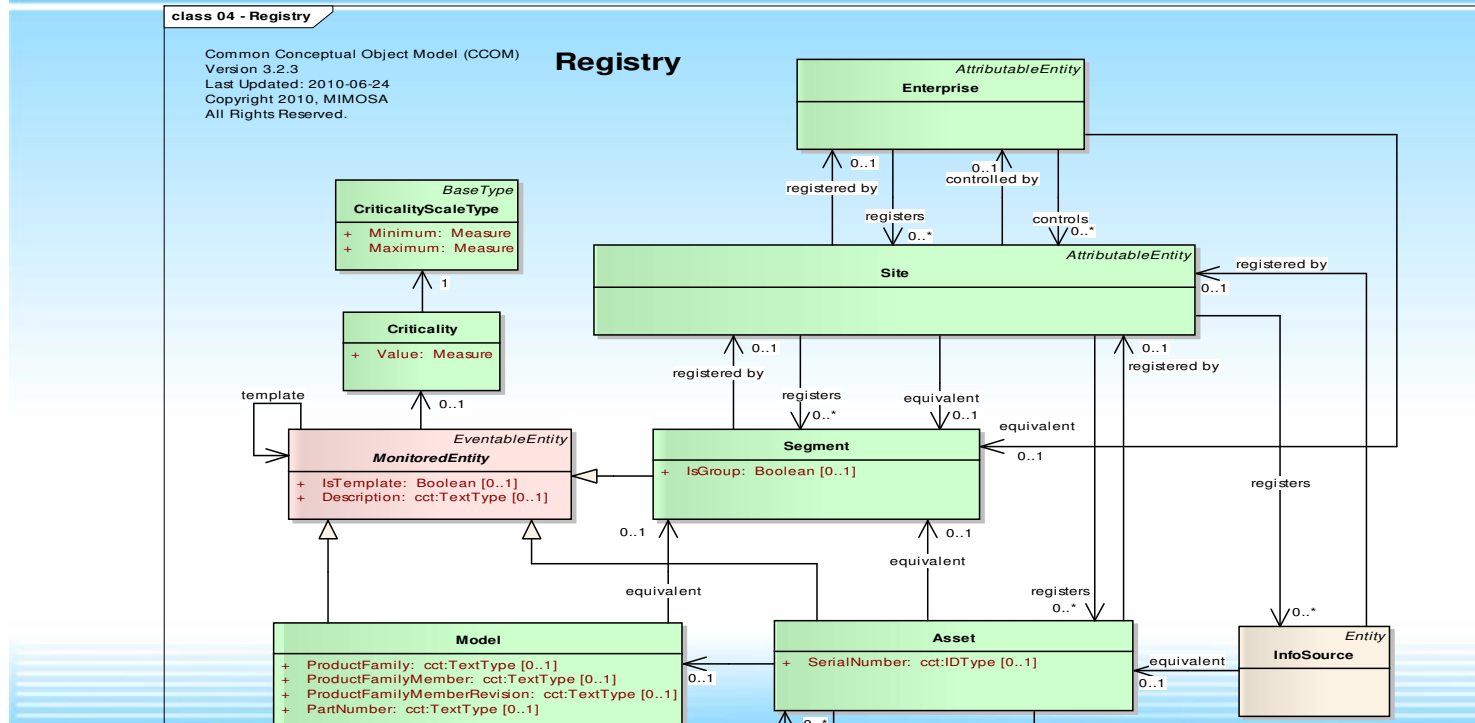 class 04 - Registry
Common Conceptual Object Model (CCOM)
Version 3.2.3
Last Updated: 2010-06-24
Copyright 2010, MIMOSA
All Rights Reserved.
Registry
AttributableEntity
Enterprise
0..1
registered by
registers
0..*
0..1
controlled by
controls
0..*
BaseType
CriticalityScaleType
+ Minimum: Measure
+ Maximum: Measure
1
AttributableEntity
Site
registered by
0..1
Criticality
+ Value: Measure
0..1
template
0..1
registered by
registers
0..*
equivalent
0..1
0..1
registered by
equivalent
0..1
EventableEntity
MonitoredEntity
+ IsTemplate: Boolean [0..1]
+ Description: cct:TextType [0..1]
Segment
+ IsGroup: Boolean [0..1]
registers
0..1
equivalent
0..1
equivalent
registers
0..*
0..*
Model
+ ProductFamily: cct:TextType [0..1]
+ ProductFamilyMember: cct:TextType [0..1]
+ ProductFamilyMemberRevision: cct:TextType [0..1]
+ PartNumber: cct:TextType [0..1]
0..1
Asset
+ SerialNumber: cct:IDType [0..1]
equivalent
0..1
Entity
InfoSource
0..*